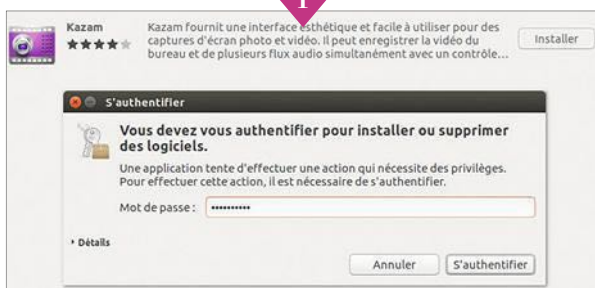 1
Kazam
Kazam fournit une interface esthétique et facile à utiliser pour des
captures d'écran photo et vidéo. Il peut enregistrer la vidéo du
bureau et de plusieurs flux audio simultanément avec un contrôle...
Installer
S'authentifier
Vous devez vous authentifier pour installer ou supprimer
des logiciels.
Une application tente d'effectuer une action qui nécessite des privilèges.
Pour effectuer cette action, il est nécessaire de s'authentifier.
Mot de passe : ••••••••••
Détails
Annuler
S'authentifier